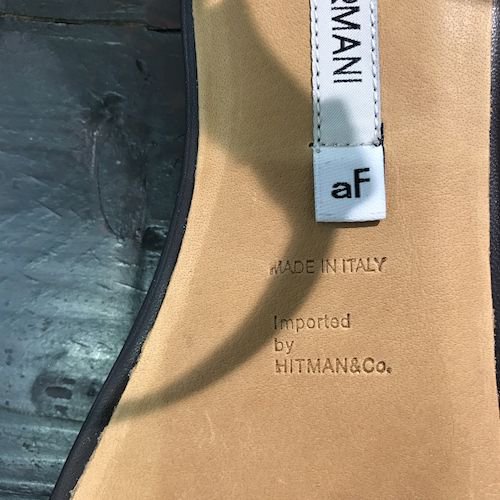 RMANI
aF
MADE IN ITALY
Imported
by
HITMAN&Co.